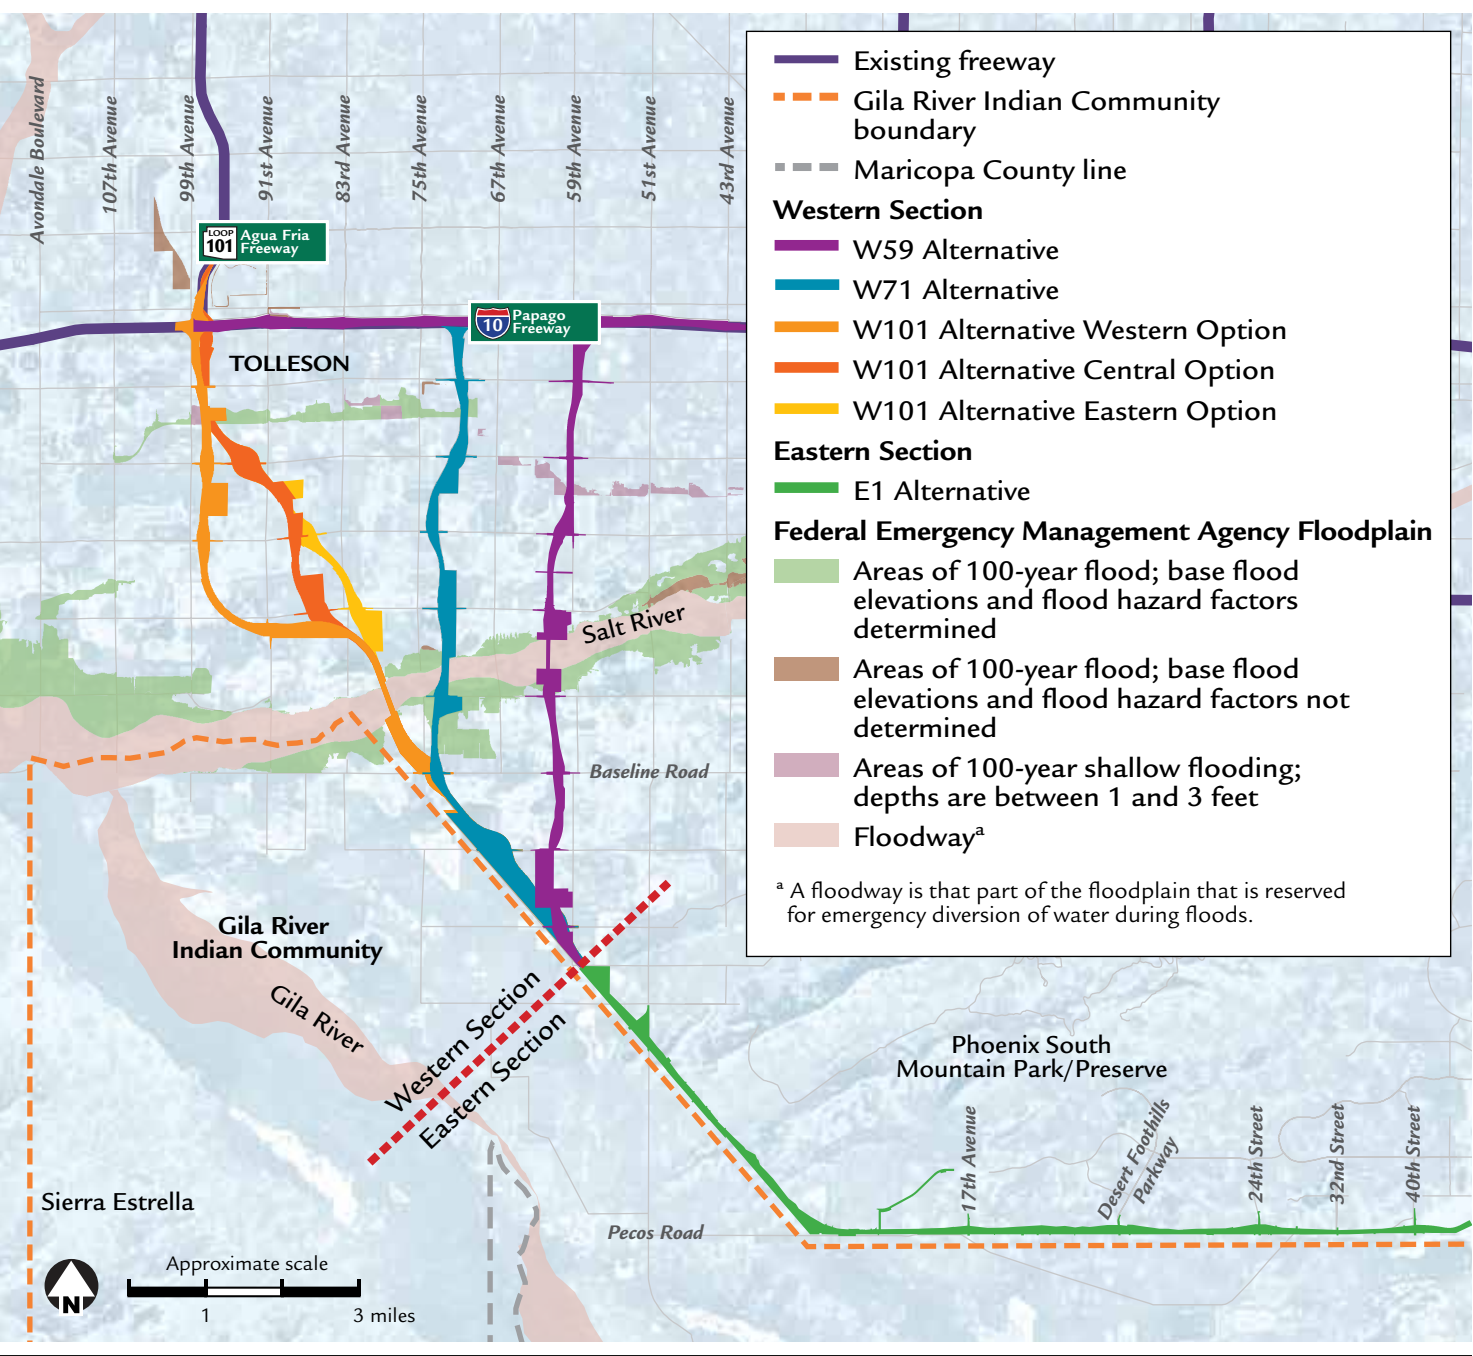 Avondale Boulevard
107th Avenue
99th Avenue
91st Avenue
83rd Avenue
75th Avenue
67th Avenue
59th Avenue
51st Avenue
43rd Avenue
LOOP
101
Agua Fria
Freeway
10
Papago
Freeway
TOLLESON
Salt River
Baseline Road
Gila River
Indian Community
Gila River
Western Section
Eastern Section
Phoenix South
Mountain Park/Preserve
17th Avenue
Desert Foothills
Parkway
24th Street
32nd Street
40th Street
Sierra Estrella
Pecos Road
Approximate scale
N
1
3 miles
Existing freeway
Gila River Indian Community
boundary
Maricopa County line
Western Section
W59 Alternative
W71 Alternative
W101 Alternative Western Option
W101 Alternative Central Option
W101 Alternative Eastern Option
Eastern Section
E1 Alternative
Federal Emergency Management Agency Floodplain
Areas of 100-year flood; base flood
elevations and flood hazard factors
determined
Areas of 100-year flood; base flood
elevations and flood hazard factors not
determined
Areas of 100-year shallow flooding;
depths are between 1 and 3 feet
Floodwayᵃ
ᵃ A floodway is that part of the floodplain that is reserved
for emergency diversion of water during floods.